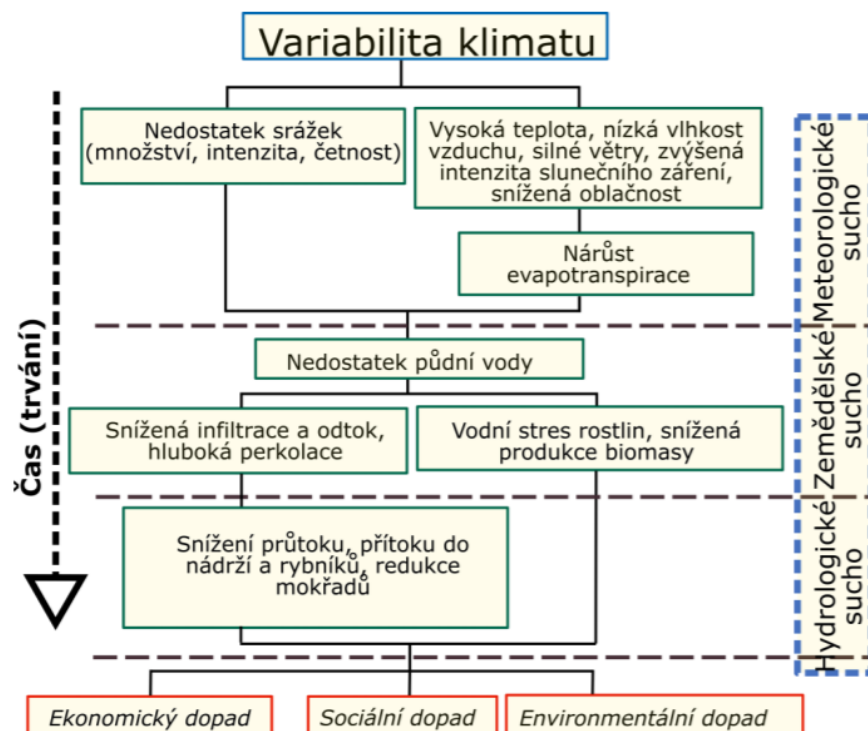 Variabilita klimatu
Nedostatek srážek
(množství, intenzita, četnost)
Vysoká teplota, nízká vlhkost
vzduchu, silné větry, zvýšená
intenzita slunečního záření,
snížená oblačnost
Nárůst
evapotranspirace
Meteorologické
sucho
Čas (trvání)
Nedostatek půdní vody
Snížená infiltrace a odtok,
hluboká perkolace
Vodní stres rostlin, snížená
produkce biomasy
Zemědělské
sucho
Snížení průtoku, přítoku do
nádrží a rybníků, redukce
mokřadů
Hydrologické
sucho
Ekonomický dopad
Sociální dopad
Environmentální dopad